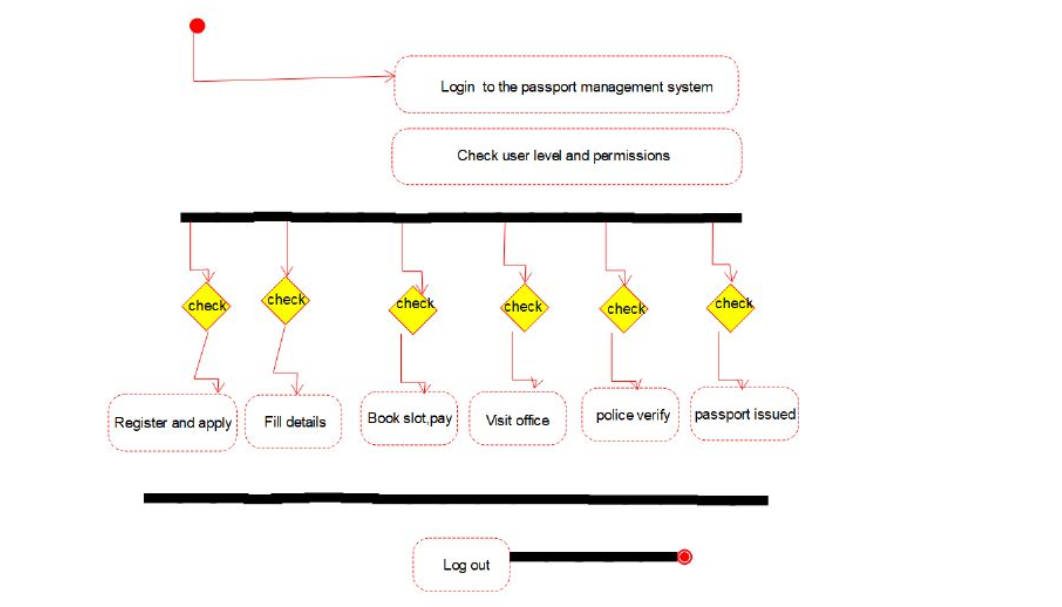 Login  to the passport management system
Check user level and permissions
check
check
check
check
check
check
Register and apply
Fill details
Book slot,pay
Visit office
police verify
passport issued
Log out